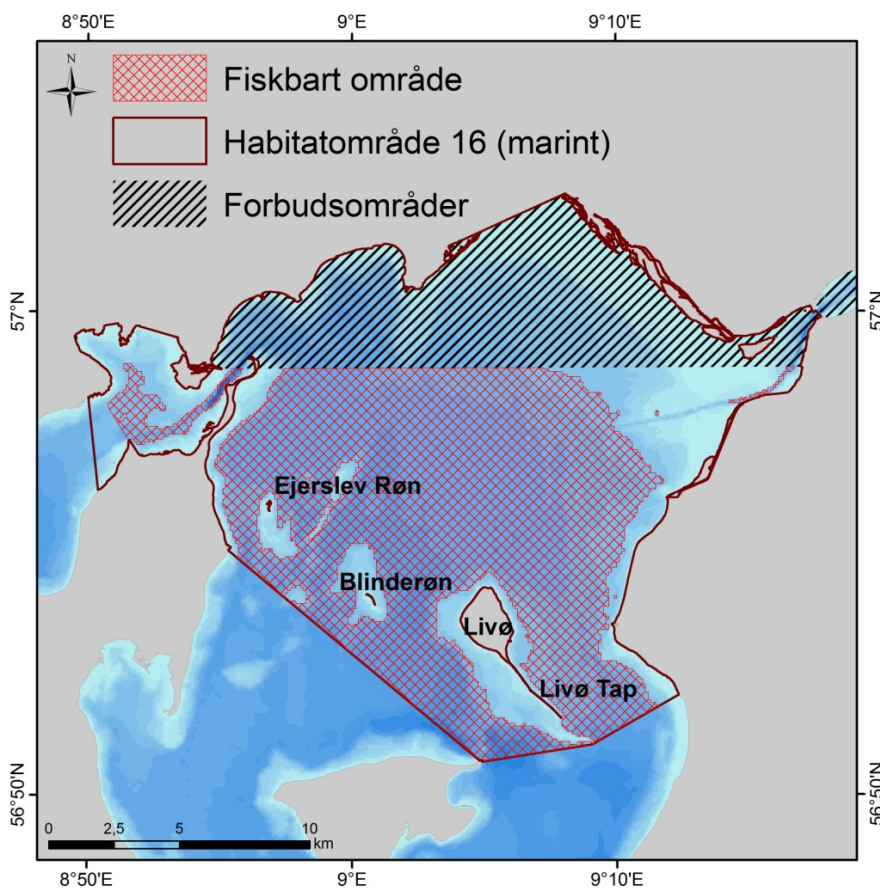 8°50'E 9°E 9°10'E
N
Fiskbart område
Habitatområde 16 (marint)
Forbudsområder
57°N 57°N
Ejerslev Røn
Blinderøn
Livø
Livø Tap
56°50'N 56°50'N
0 2,5 5 10
km
8°50'E 9°E 9°10'E